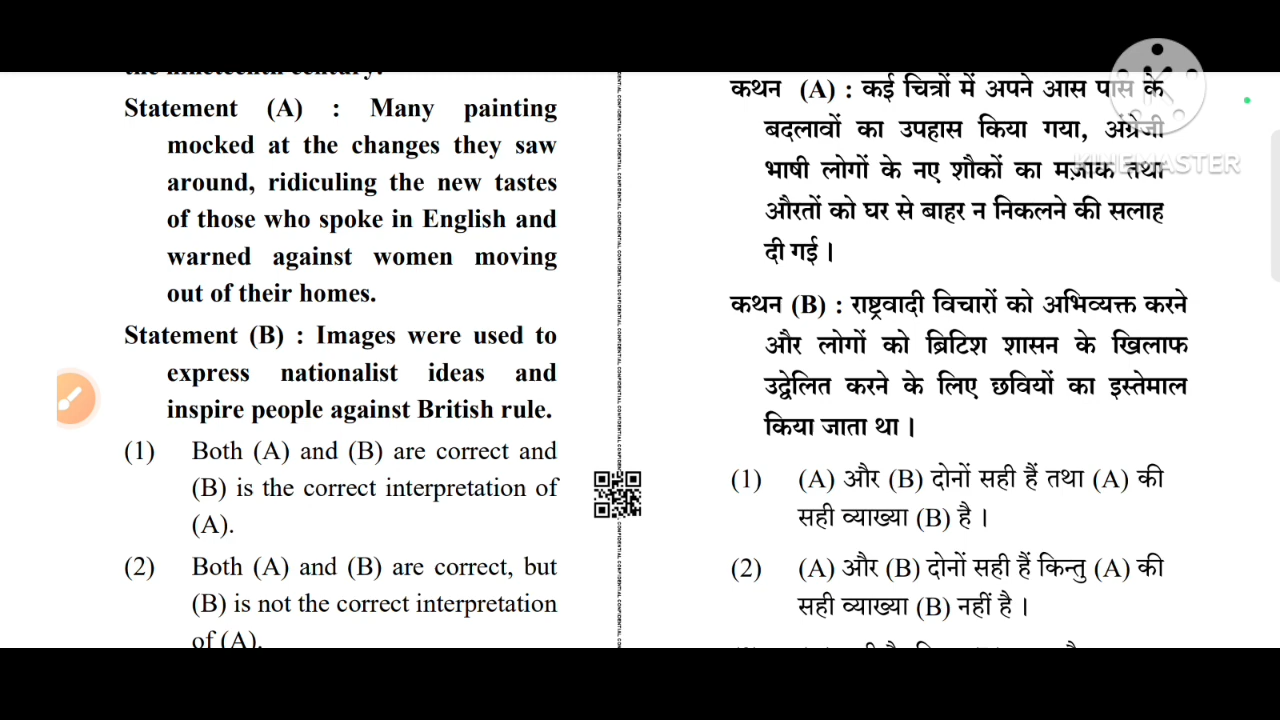 the nineteenth century.
Statement (A) : Many painting
mocked at the changes they saw
around, ridiculing the new tastes
of those who spoke in English and
warned against women moving
out of their homes.
Statement (B) : Images were used to
express nationalist ideas and
inspire people against British rule.
(1) Both (A) and (B) are correct and
(B) is the correct interpretation of
(A).
(2) Both (A) and (B) are correct, but
(B) is not the correct interpretation
of (A).
कथन (A) : कई चित्रों में अपने आस पास के
बदलावों का उपहास किया गया, अंग्रेजी
भाषी लोगों के नए शौकों का मज़ाक तथा
औरतों को घर से बाहर न निकलने की सलाह
दी गई।
कथन (B) : राष्ट्रवादी विचारों को अभिव्यक्त करने
और लोगों को ब्रिटिश शासन के खिलाफ
उद्वेलित करने के लिए छवियों का इस्तेमाल
किया जाता था।
(1) (A) और (B) दोनों सही हैं तथा (A) की
सही व्याख्या (B) है।
(2) (A) और (B) दोनों सही हैं किन्तु (A) की
सही व्याख्या (B) नहीं है।
KINEMASTER